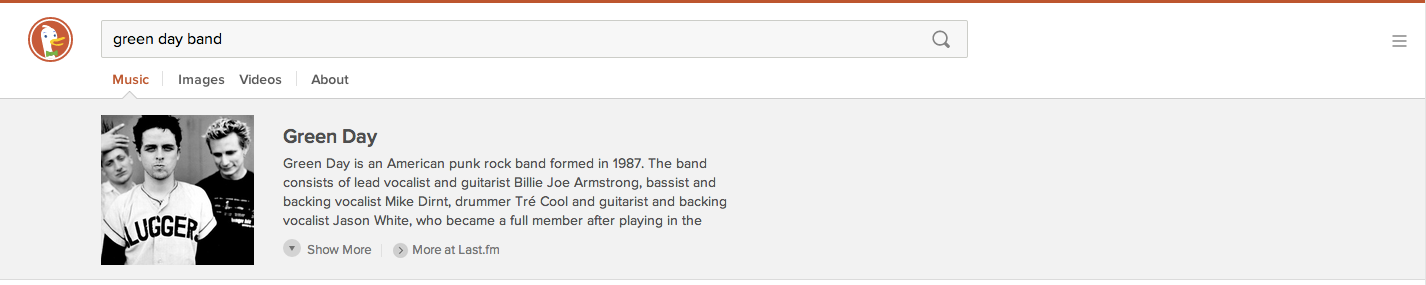 green day band
Music Images Videos About
Green Day
Green Day is an American punk rock band formed in 1987. The band
consists of lead vocalist and guitarist Billie Joe Armstrong, bassist and
backing vocalist Mike Dirnt, drummer Tré Cool and guitarist and backing
vocalist Jason White, who became a full member after playing in the
Show More More at Last.fm
SLUGGERS